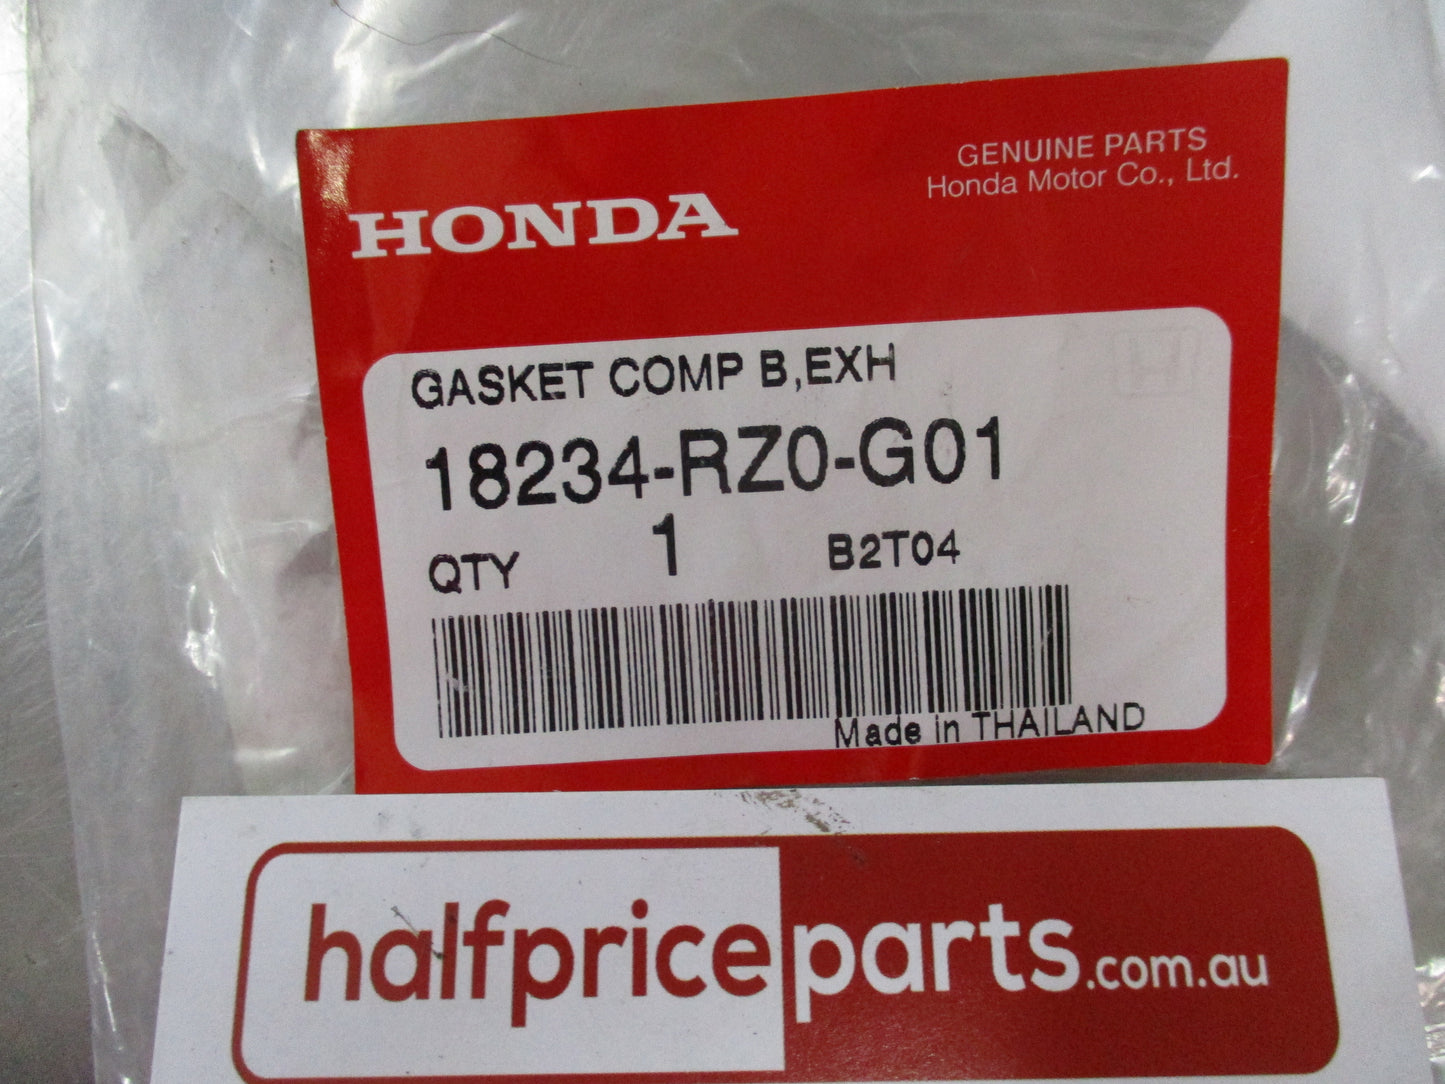 HONDA
GENUINE PARTS
Honda Motor Co., Ltd.
GASKET COMP B,EXH
18234-RZ0-G01
QTY 1 B2T04
Made in THAILAND
halfpriceparts.com.au